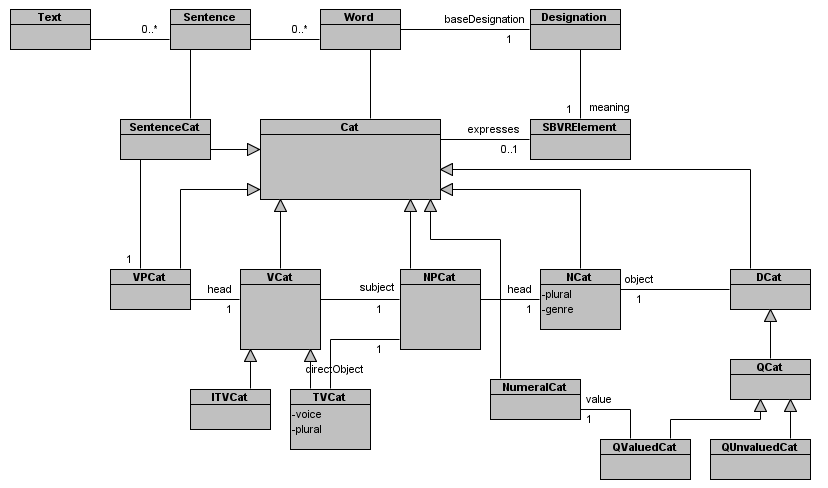 Text
Sentence
Word
Designation
0..*
0..*
baseDesignation
1
1
meaning
SentenceCat
Cat
expresses
0..1
SBVRElement
1
VPCat
head
1
VCat
subject
1
NPCat
head
1
NCat
-plural
-genre
object
1
DCat
1
directObject
ITVCat
TVCat
-voice
-plural
NumeralCat
value
1
QCat
QValuedCat
QUnvaluedCat